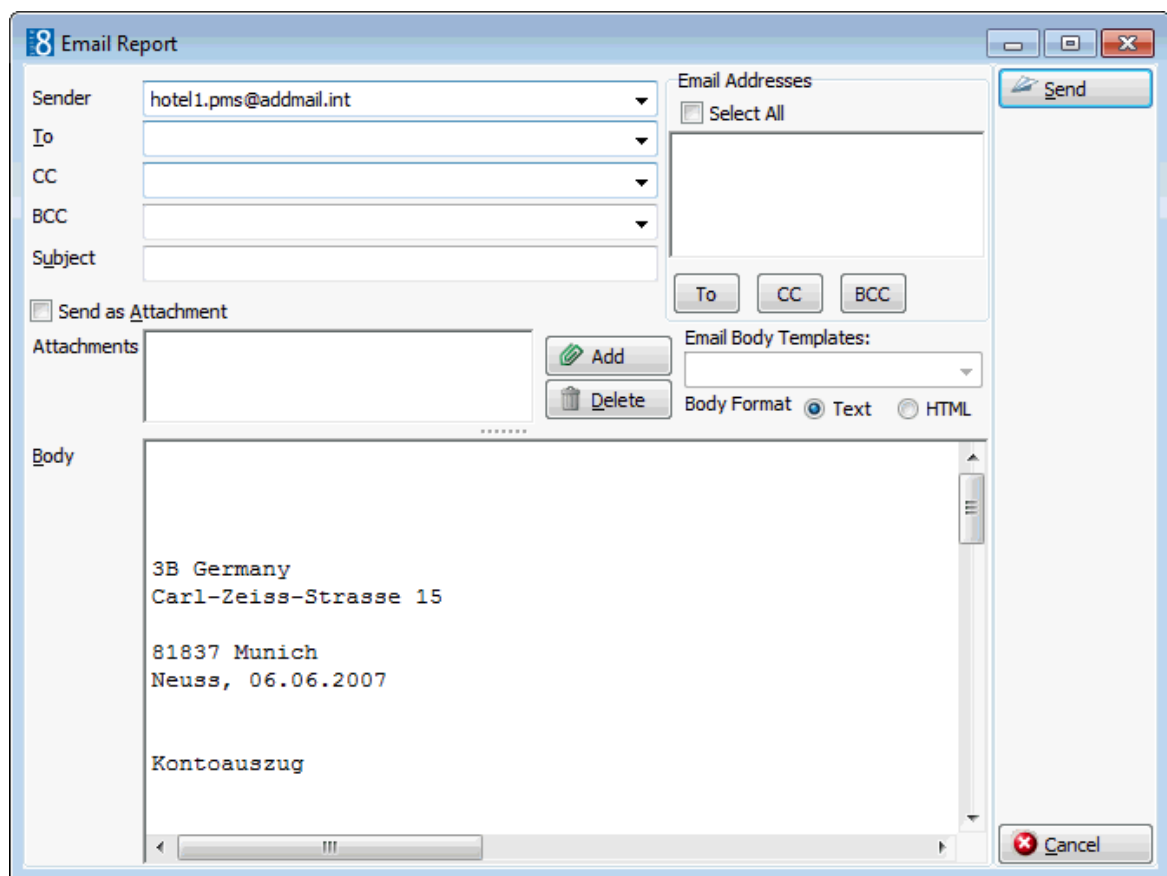 8 Email Report
Sender hotel1.pms@addmail.int
To
CC
BCC
Subject
Email Addresses
Select All
To CC BCC
Send
Send as Attachment
Attachments
Add
Delete
Email Body Templates:
Body Format Text HTML
Body
3B Germany
Carl-Zeiss-Strasse 15
81837 Munich
Neuss, 06.06.2007
Kontoauszug
Cancel